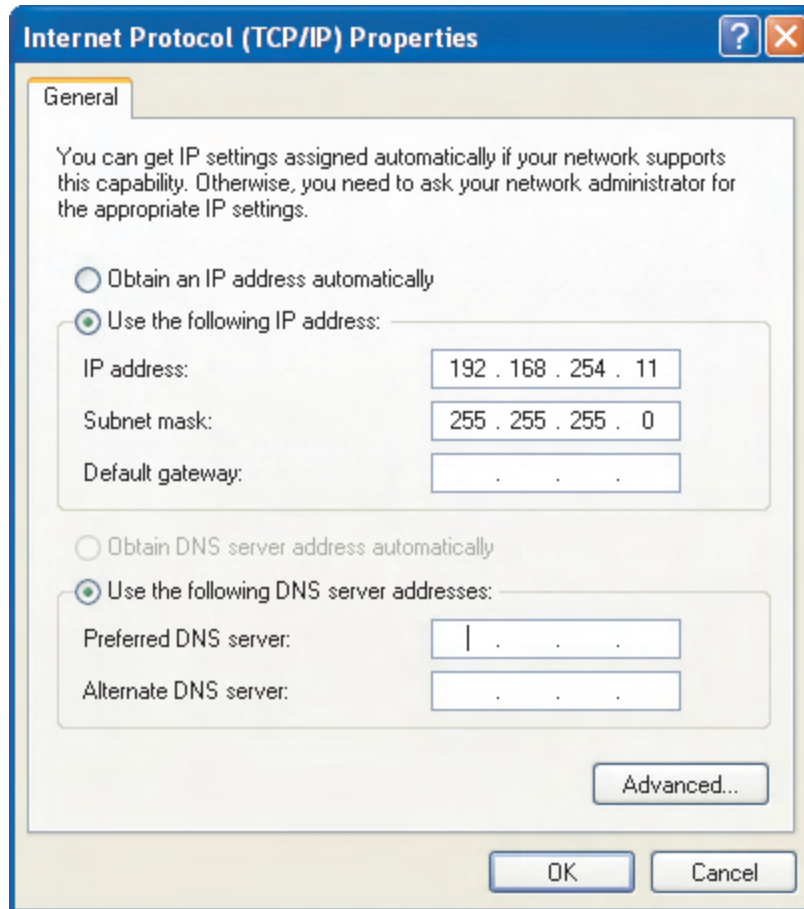 Internet Protocol (TCP/IP) Properties
?
General
You can get IP settings assigned automatically if your network supports
this capability. Otherwise, you need to ask your network administrator for
the appropriate IP settings.
Obtain an IP address automatically
Use the following IP address:
IP address: 192 . 168 . 254 . 11
Subnet mask: 255 . 255 . 255 . 0
Default gateway: . . .
Obtain DNS server address automatically
Use the following DNS server addresses:
Preferred DNS server: . . .
Alternate DNS server: . . .
Advanced...
OK Cancel